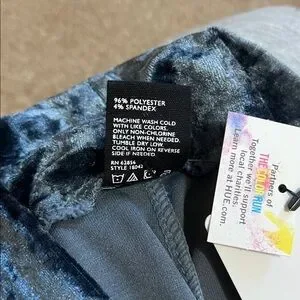 96% POLYESTER
4% SPANDEX
MACHINE WASH COLD
WITH LIKE COLORS.
ONLY NON-CHLORINE
BLEACH WHEN NEEDED.
TUMBLE DRY LOW.
COOL IRON ON REVERSE
SIDE IF NEEDED
RN 62856
STYLE 18042
Partners of
THE COLOR RUN
Together we'll support
local charities.
Learn more at HUE.com.